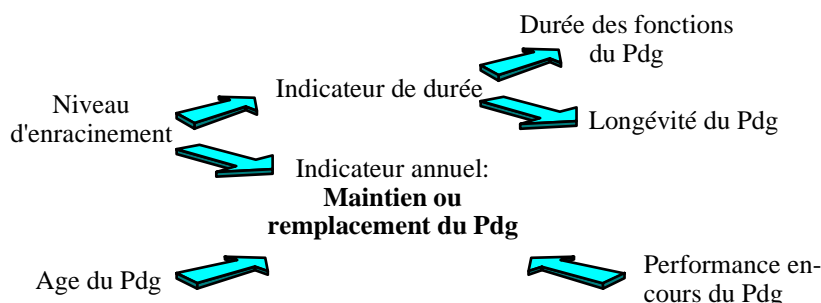 Durée des fonctions
du Pdg
Indicateur de durée
Niveau
d'enracinement
Longévité du Pdg
Indicateur annuel:
Maintien ou
remplacement du Pdg
Age du Pdg
Performance en-
cours du Pdg